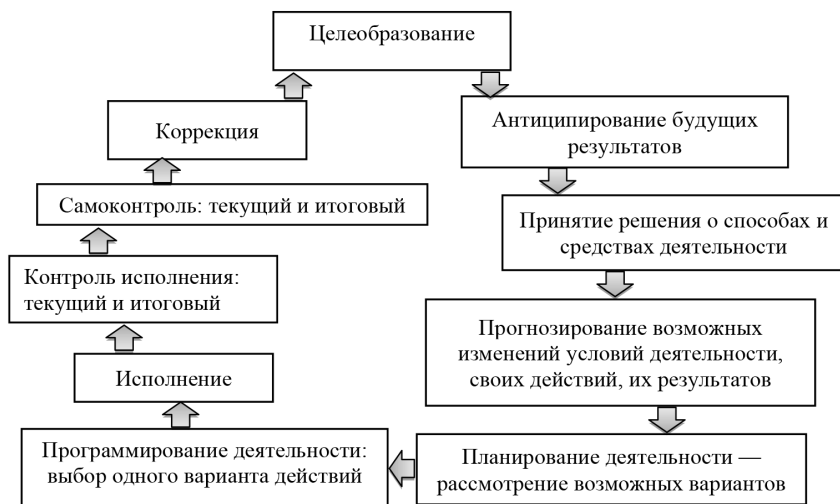 Целеобразование
Антиципирование будущих
результатов
Принятие решения о способах и
средствах деятельности
Прогнозирование возможных
изменений условий деятельности,
своих действий, их результатов
Планирование деятельности —
рассмотрение возможных вариантов
Программирование деятельности:
выбор одного варианта действий
Исполнение
Контроль исполнения:
текущий и итоговый
Самоконтроль: текущий и итоговый
Коррекция